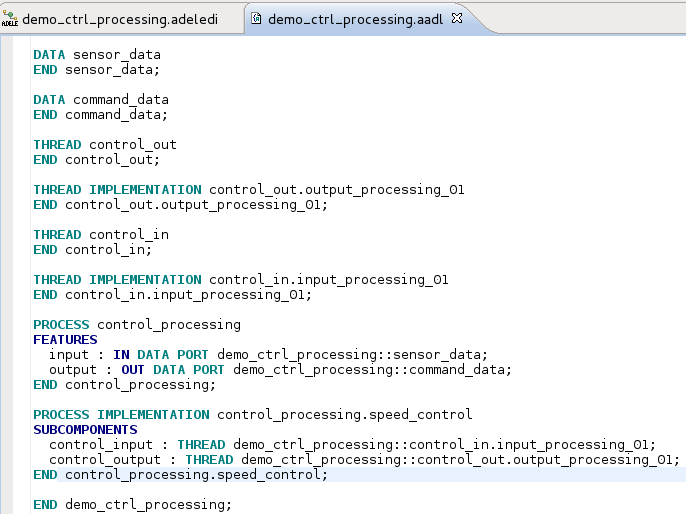 ADELE demo_ctrl_processing.adeledi demo_ctrl_processing.aadl
DATA sensor_data
END sensor_data;
DATA command_data
END command_data;
THREAD control_out
END control_out;
THREAD IMPLEMENTATION control_out.output_processing_01
END control_out.output_processing_01;
THREAD control_in
END control_in;
THREAD IMPLEMENTATION control_in.input_processing_01
END control_in.input_processing_01;
PROCESS control_processing
FEATURES
  input : IN DATA PORT demo_ctrl_processing::sensor_data;
  output : OUT DATA PORT demo_ctrl_processing::command_data;
END control_processing;
PROCESS IMPLEMENTATION control_processing.speed_control
SUBCOMPONENTS
  control_input : THREAD demo_ctrl_processing::control_in.input_processing_01;
  control_output : THREAD demo_ctrl_processing::control_out.output_processing_01;
END control_processing.speed_control;
END demo_ctrl_processing;